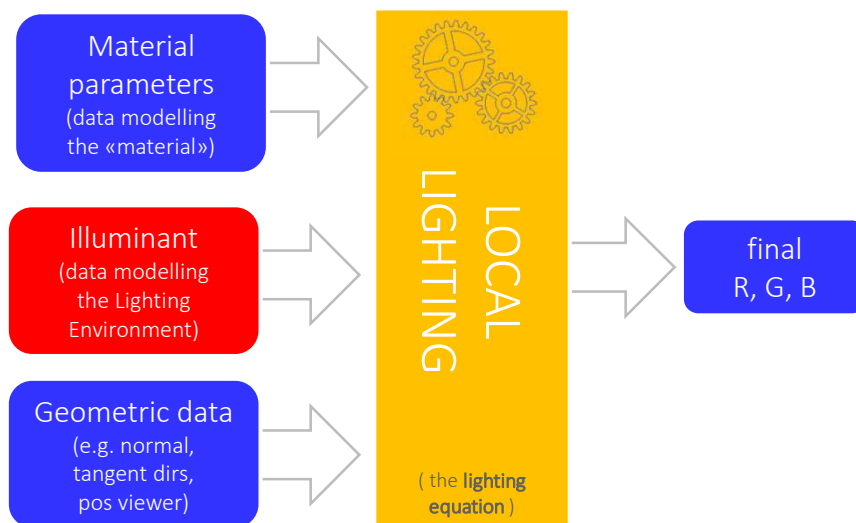 Material
parameters
(data modelling
the «material»)
Illuminant
(data modelling
the Lighting
Environment)
Geometric data
(e.g. normal,
tangent dirs,
pos viewer)
LOCAL
LIGHTING
( the lighting
equation )
final
R, G, B